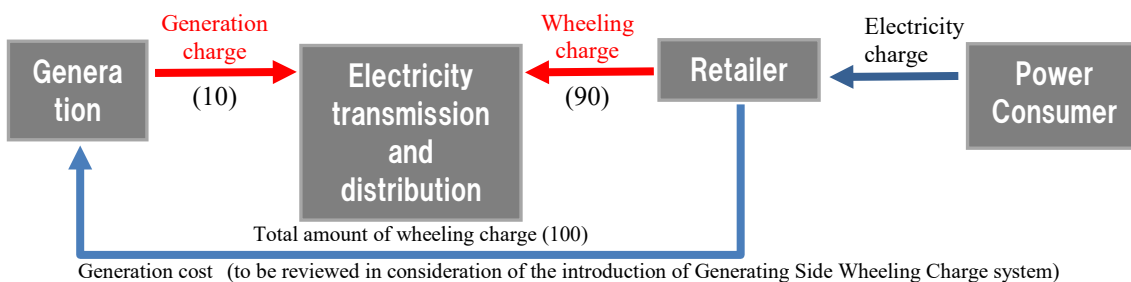 Generation
charge
(10)
Wheeling
charge
(90)
Electricity
charge
Genera
tion
Electricity
transmission
and
distribution
Retailer
Power
Consumer
Total amount of wheeling charge (100)
Generation cost (to be reviewed in consideration of the introduction of Generating Side Wheeling Charge system)